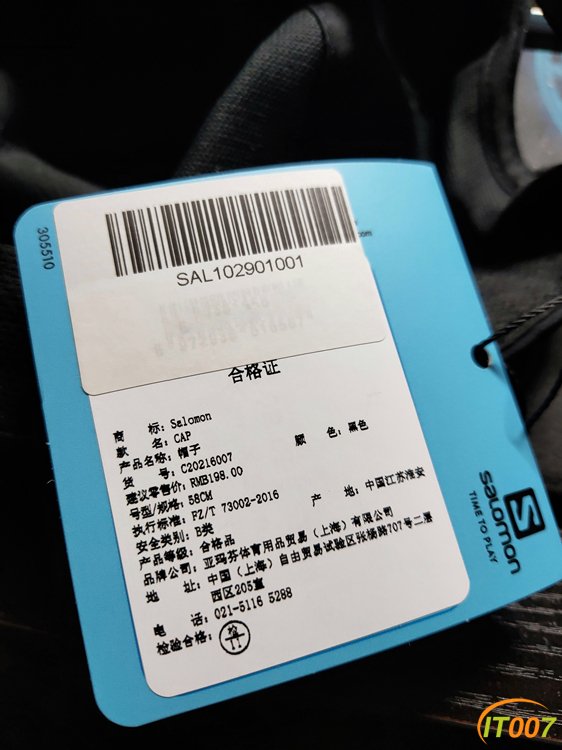 305510
SAL102901001
合格证
商 标: Salomon
款 名: CAP
产品名称: 帽子 颜 色: 黑色
货 号: C20216007
建议零售价: RMB198.00
号型/规格: 58CM
执行标准: FZ/T 73002-2016 产 地: 中国江苏淮安
安全类别: B类
产品等级: 合格品
品牌公司: 亚玛芬体育用品贸易（上海）有限公司
地 址: 中国（上海）自由贸易试验区张杨路707号二层
西区205室
电 话: 021-5116 5288
检验合格:
salomon
TIME TO PLAY
IT007